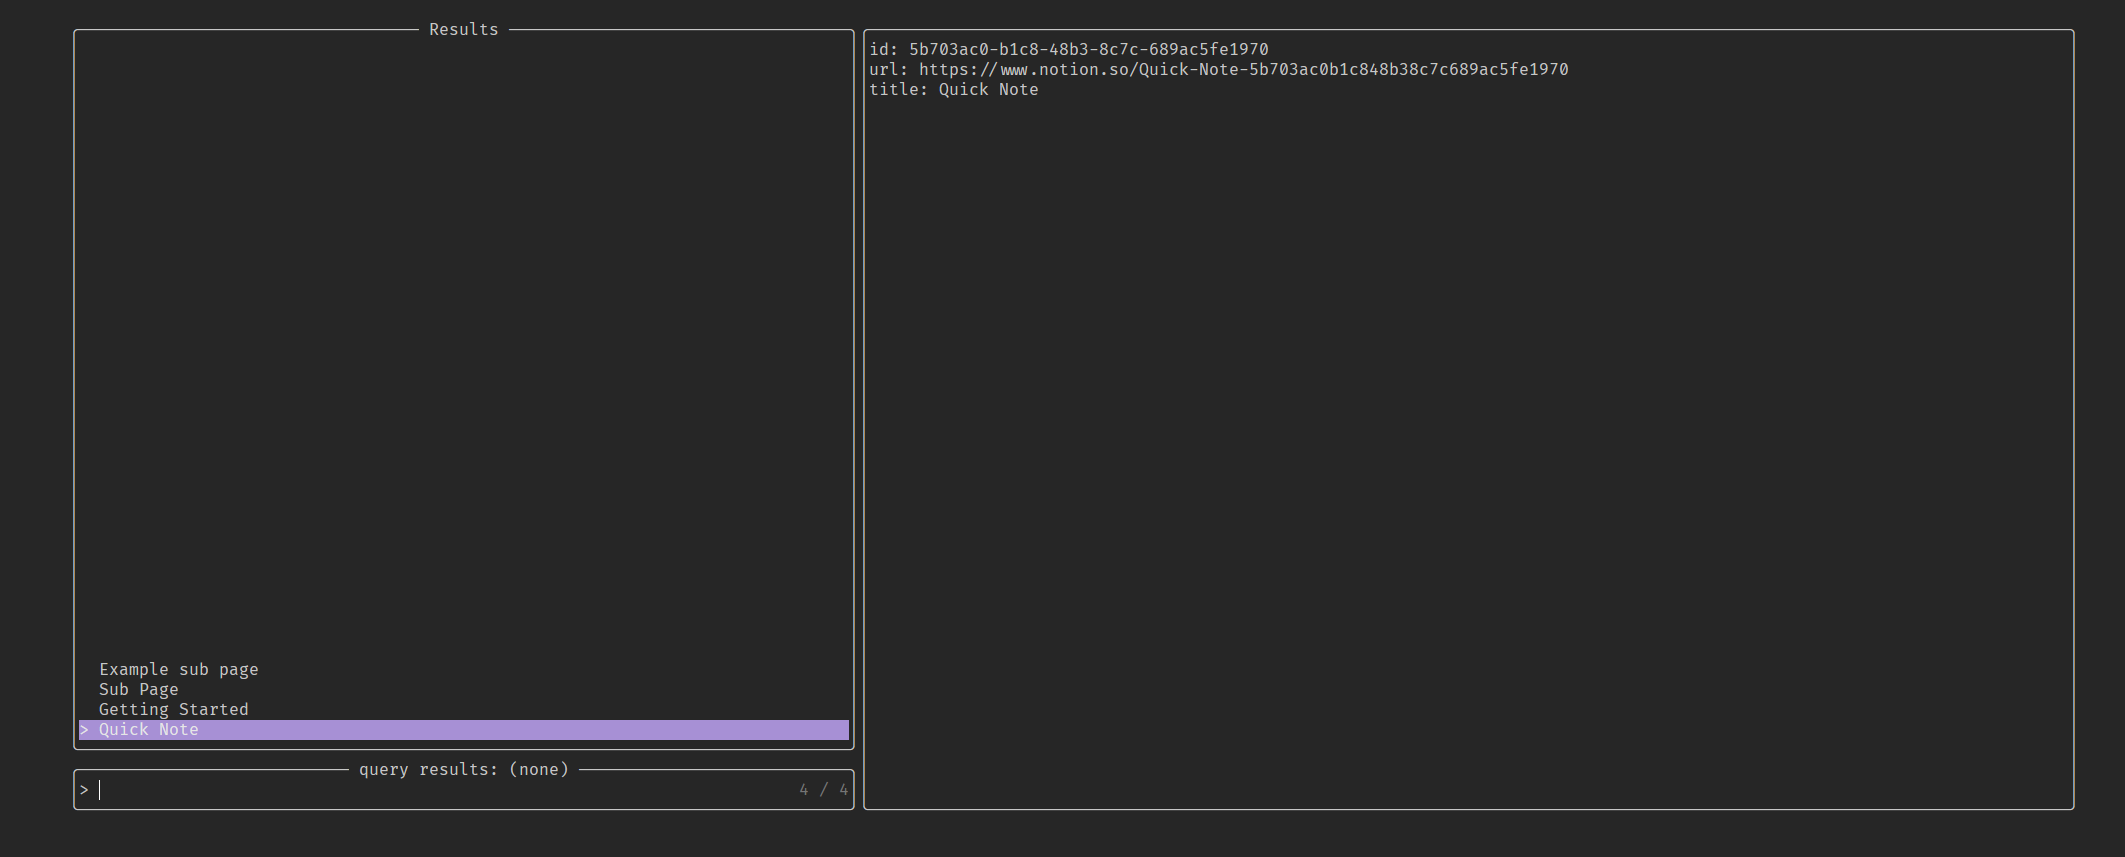 Results
Example sub page
Sub Page
Getting Started
> Quick Note
query results: (none)
> 4 / 4
id: 5b703ac0-b1c8-48b3-8c7c-689ac5fe1970
url: https://www.notion.so/Quick-Note-5b703ac0b1c848b38c7c689ac5fe1970
title: Quick Note